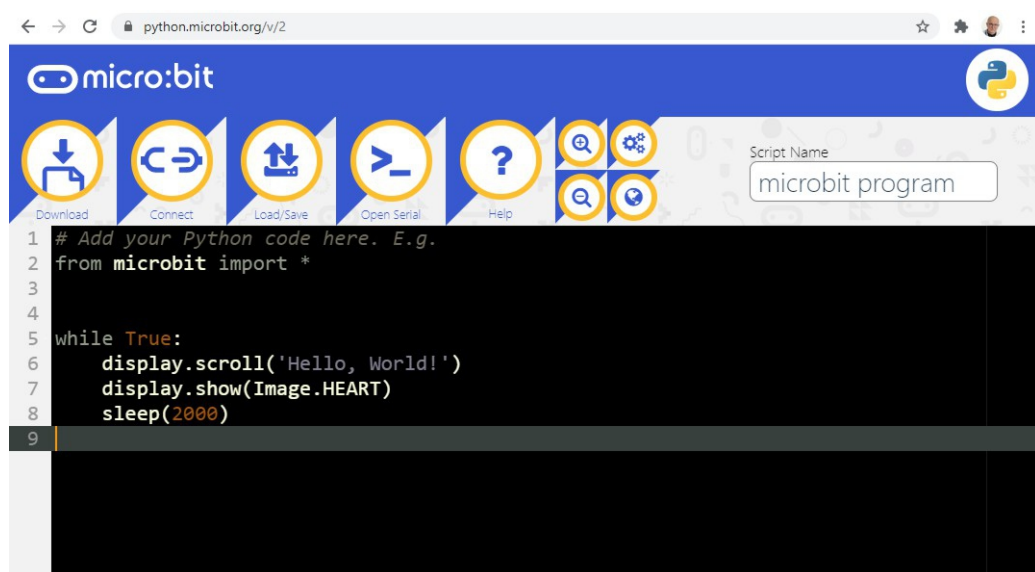 python.microbit.org/v/2
micro:bit
Download
Connect
Load/Save
Open Serial
Help
Script Name
microbit program
1 # Add your Python code here. E.g.
2 from microbit import *
3
4
5 while True:
6     display.scroll('Hello, World!')
7     display.show(Image.HEART)
8     sleep(2000)
9